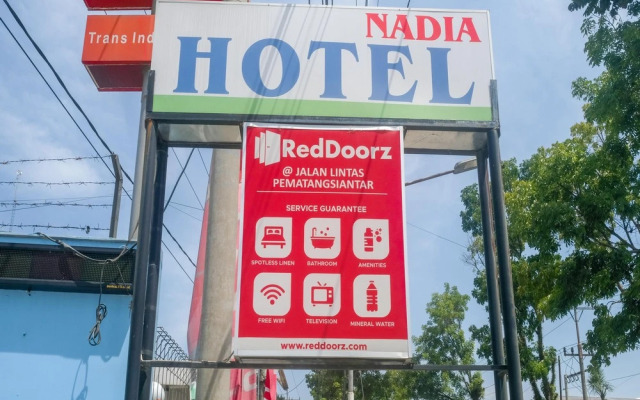 Trans Ind
NADIA
HOTEL
RedDoorz
@ JALAN LINTAS
PEMATANGSIANTAR
SERVICE GUARANTEE
SPOTLESS LINEN
BATHROOM
AMENITIES
FREE WIFI
TELEVISION
MINERAL WATER
www.reddoorz.com